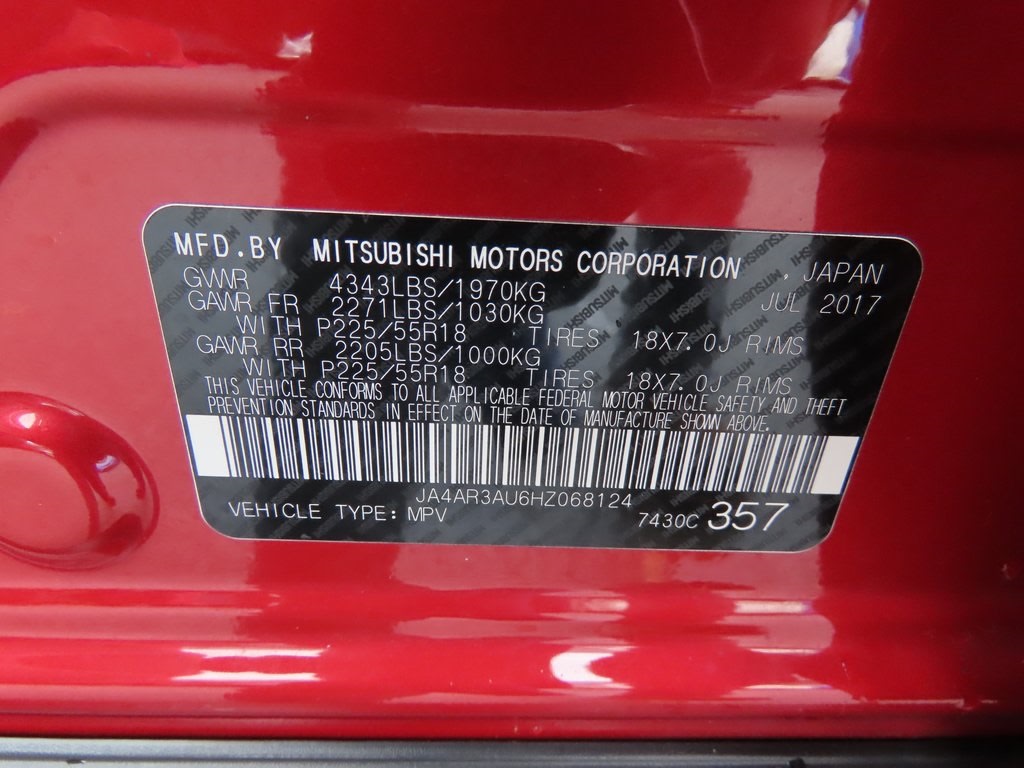 MFD.BY MITSUBISHI MOTORS CORPORATION , JAPAN
GVWR 4343LBS/1970KG JUL 2017
GAWR FR 2271LBS/1030KG
WITH P225/55R18 TIRES 18X7.0J RIMS
GAWR RR 2205LBS/1000KG
WITH P225/55R18 TIRES 18X7.0J RIMS
THIS VEHICLE CONFORMS TO ALL APPLICABLE FEDERAL MOTOR VEHICLE SAFETY AND THEFT
PREVENTION STANDARDS IN EFFECT ON THE DATE OF MANUFACTURE SHOWN ABOVE.
JA4AR3AU6HZ068124
VEHICLE TYPE: MPV 7430C 357